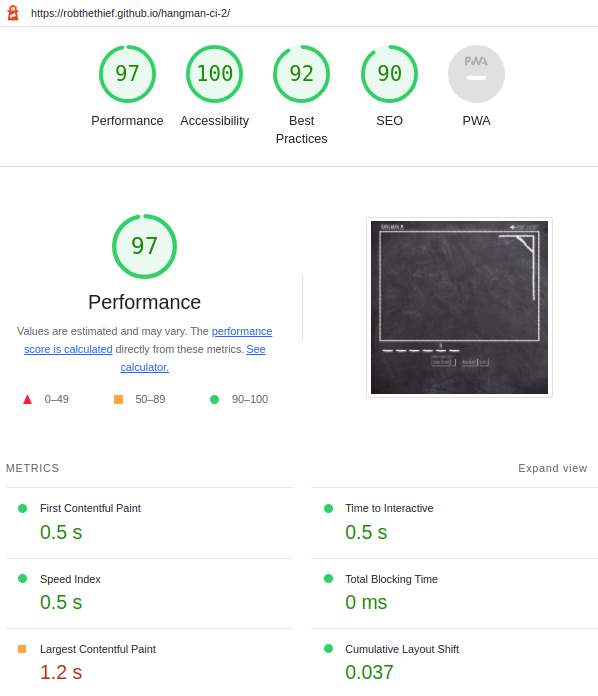 https://robthethief.github.io/hangman-ci-2/
97
100
92
90
PWA
Performance
Accessibility
Best
Practices
SEO
PWA
97
Performance
Values are estimated and may vary. The performance
score is calculated directly from these metrics. See
calculator.
0–49
50–89
90–100
METRICS
Expand view
First Contentful Paint
0.5 s
Time to Interactive
0.5 s
Speed Index
0.5 s
Total Blocking Time
0 ms
Largest Contentful Paint
1.2 s
Cumulative Layout Shift
0.037